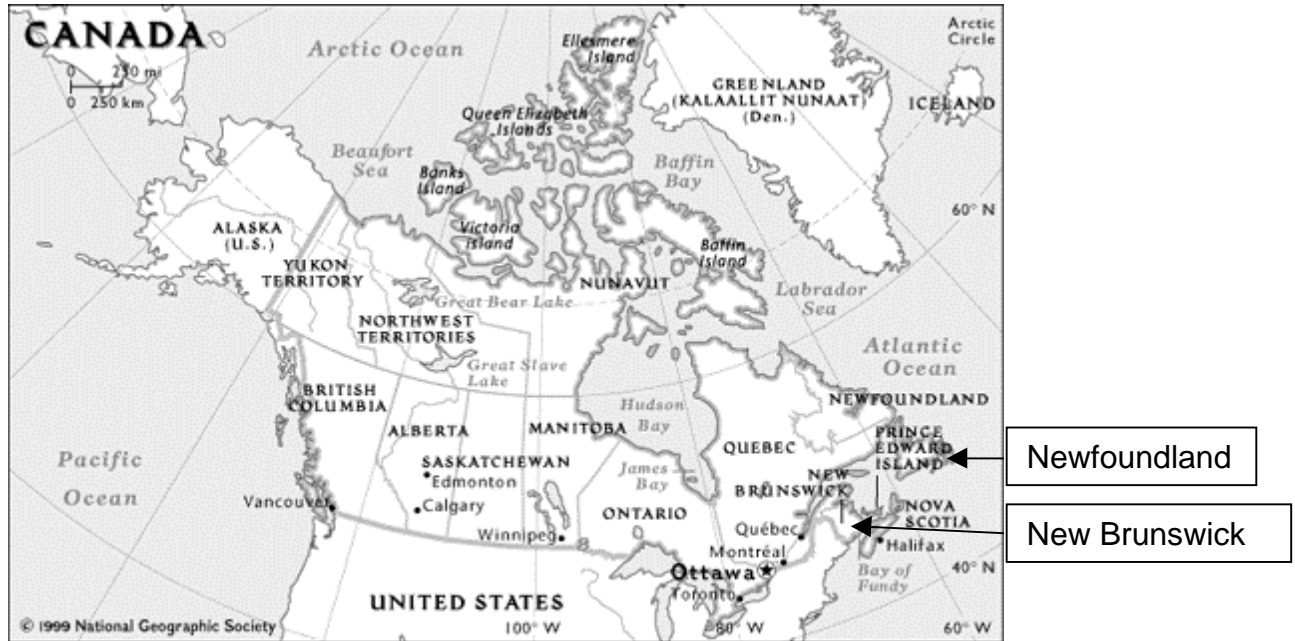 CANADA
0 250 mi
0 250 km
Arctic Ocean
Ellesmere
Island
Arctic
Circle
GREENLAND
(KALAALLIT NUNAAT)
(Den.)
ICELAND
Queen Elizabeth
Islands
Beaufort
Sea
Banks
Island
Baffin
Bay
60° N
ALASKA
(U.S.)
Victoria
Island
Baffin
Island
YUKON
TERRITORY
NUNAVUT
Great Bear Lake
Labrador
Sea
NORTHWEST
TERRITORIES
Great Slave
Lake
Atlantic
Ocean
BRITISH
COLUMBIA
Hudson
Bay
NEWFOUNDLAND
ALBERTA
MANITOBA
QUEBEC
PRINCE
EDWARD
ISLAND
Newfoundland
Pacific
Ocean
SASKATCHEWAN
Edmonton
James
Bay
NEW
BRUNSWICK
Vancouver
Calgary
ONTARIO
NOVA
SCOTIA
Winnipeg
Québec
New Brunswick
Montréal
Halifax
Ottawa
Bay of
Fundy
40° N
Toronto
UNITED STATES
© 1999 National Geographic Society
100° W
80° W
60° W